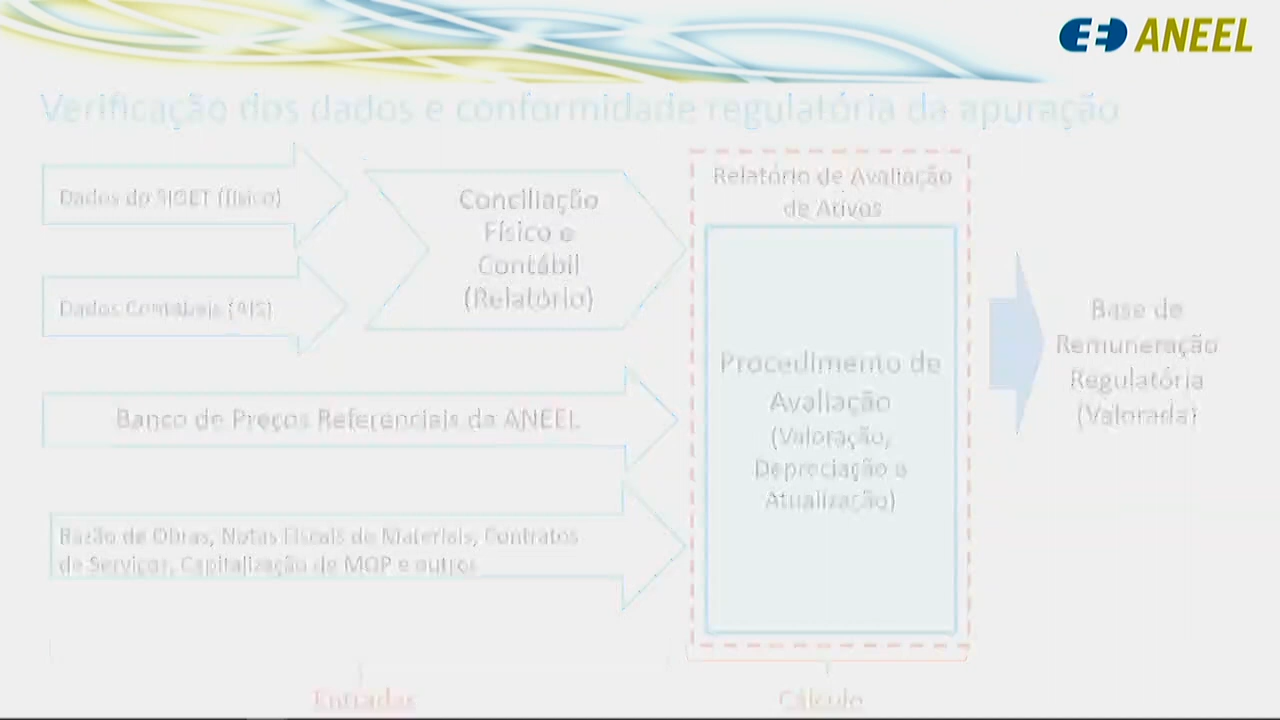 ANEEL
Verificação dos dados e conformidade regulatória da apuração
Dados do SIGET (físico)
Dados Contábeis (AIS)
Conciliação
Físico e
Contábil
(Relatório)
Banco de Preços Referenciais da ANEEL
Razão de Obras, Notas Fiscais de Materiais, Contratos
de Serviços, Capitalização de MOP e outros
Relatório de Avaliação
de Ativos
Procedimento de
Avaliação
(Valoração,
Depreciação e
Atualização)
Base de
Remuneração
Regulatória
(Valorada)
Entradas
Cálculo